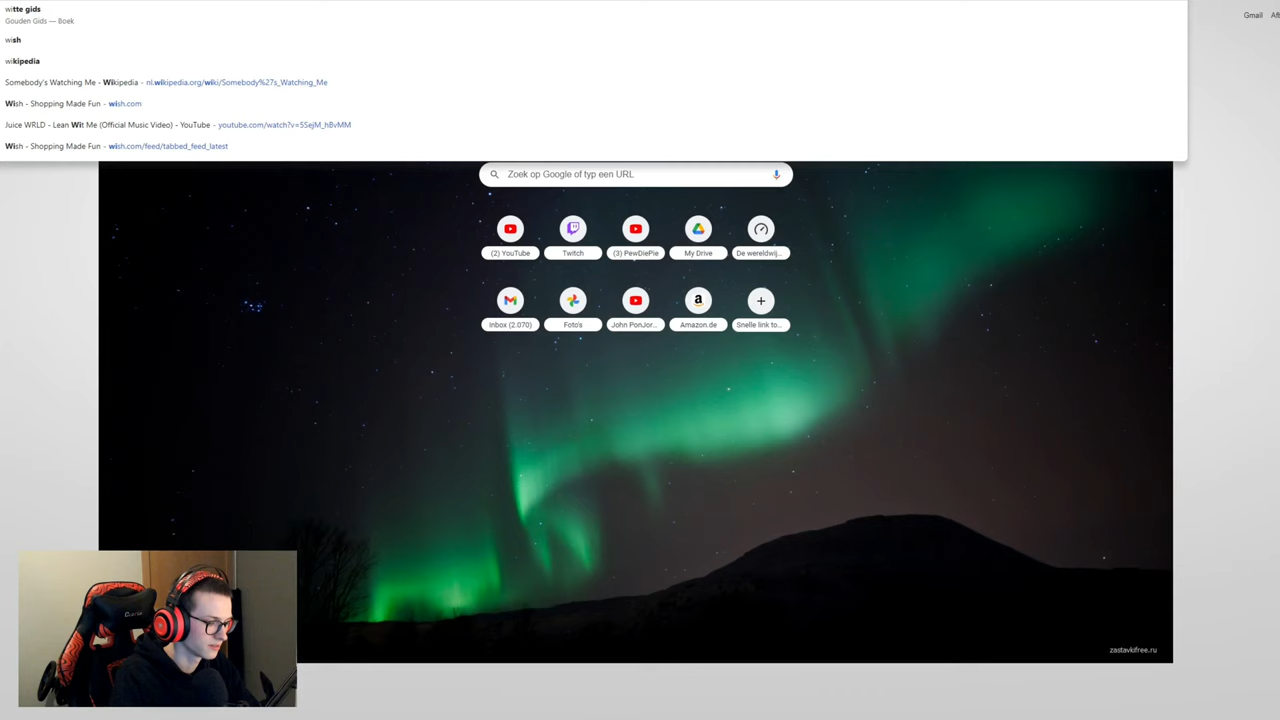 witte gids
Gouden Gids — Boek
wish
wikipedia
Somebody's Watching Me - Wikipedia - nl.wikipedia.org/wiki/Somebody%27s_Watching_Me
Wish - Shopping Made Fun - wish.com
Juice WRLD - Lean Wit Me (Official Music Video) - YouTube - youtube.com/watch?v=5SejM_hBvMM
Wish - Shopping Made Fun - wish.com/feed/tabbed_feed_latest
Gmail Af
Zoek op Google of typ een URL
(2) YouTube Twitch (3) PewDiePie My Drive De wereldwij...
Inbox (2.070) Foto's John PonJor... Amazon.de Snelle link to...
zastavkifree.ru